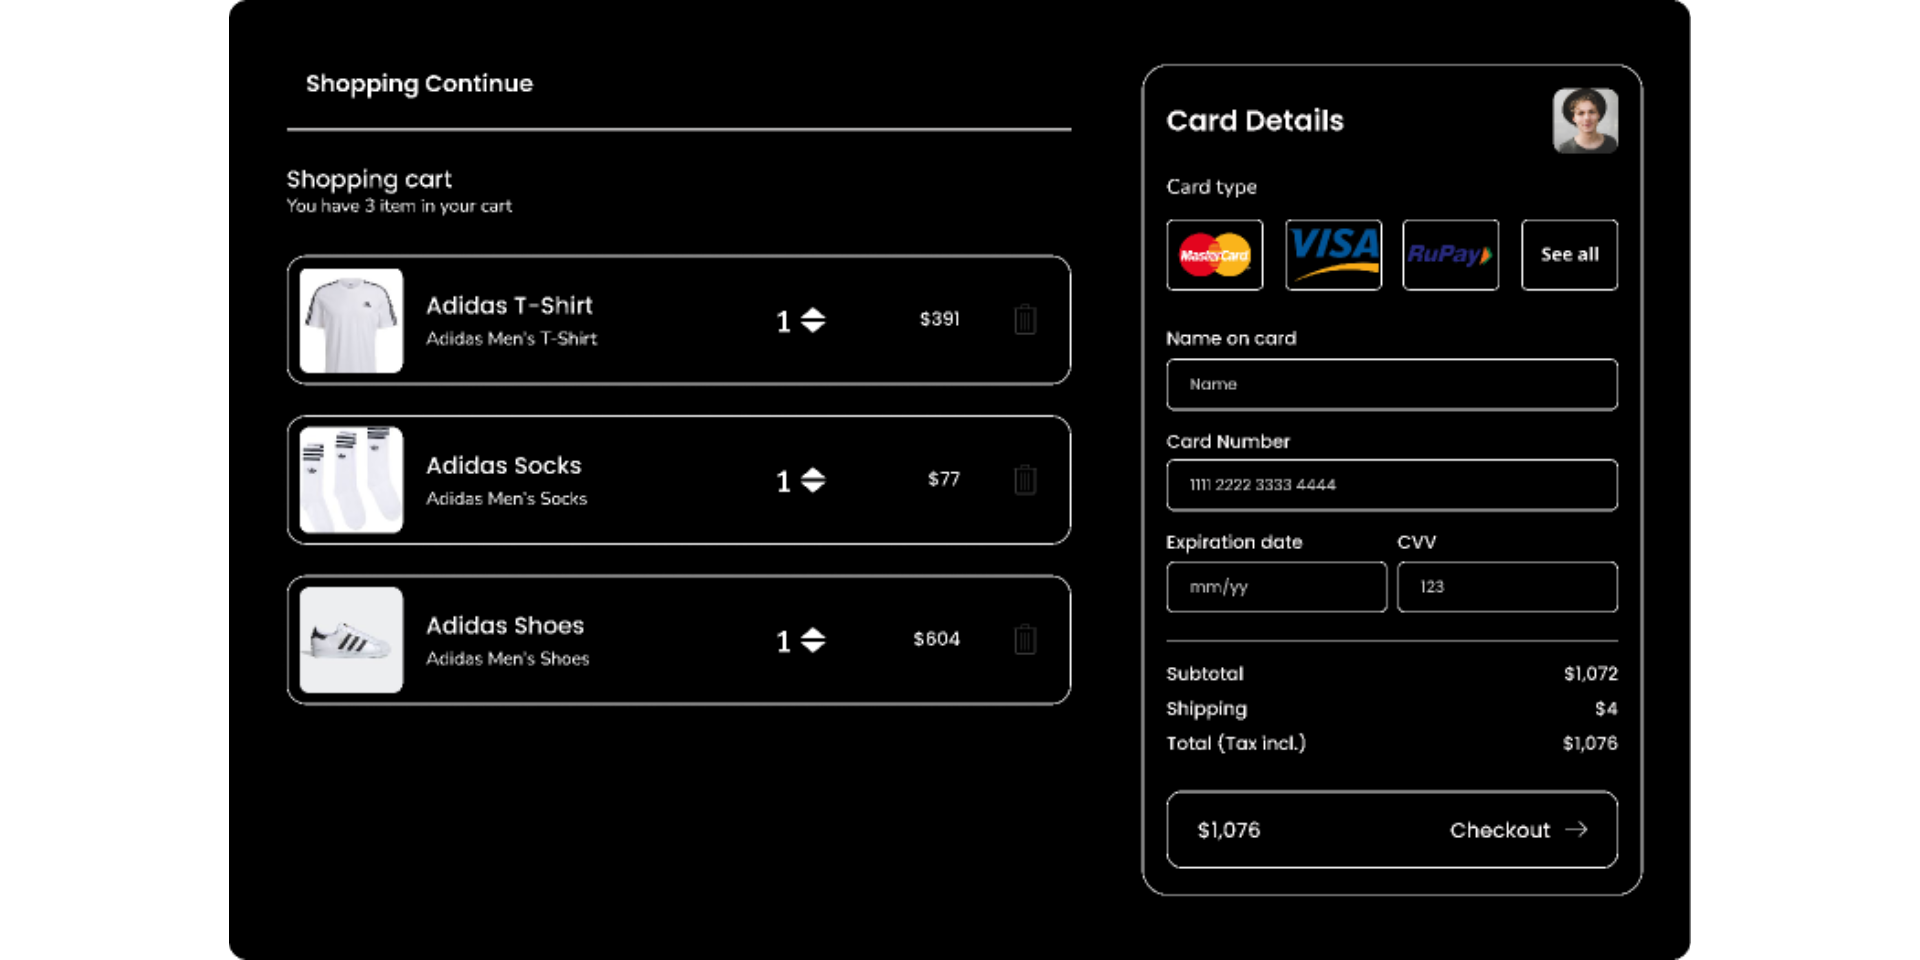 Shopping Continue
Shopping cart
You have 3 item in your cart
Adidas T-Shirt
Adidas Men's T-Shirt
1
$391
Adidas Socks
Adidas Men's Socks
1
$77
Adidas Shoes
Adidas Men's Shoes
1
$604
Card Details
Card type
MasterCard
VISA
RuPay
See all
Name on card
Name
Card Number
1111 2222 3333 4444
Expiration date
CVV
mm/yy
123
Subtotal
$1,072
Shipping
$4
Total (Tax incl.)
$1,076
$1,076
Checkout